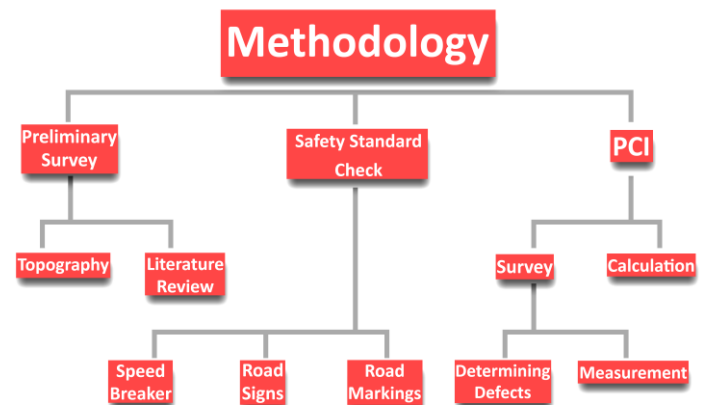 Methodology
Preliminary
Survey
Safety Standard
Check
PCI
Topography
Literature
Review
Survey
Calculation
Speed
Breaker
Road
Signs
Road
Markings
Determining
Defects
Measurement